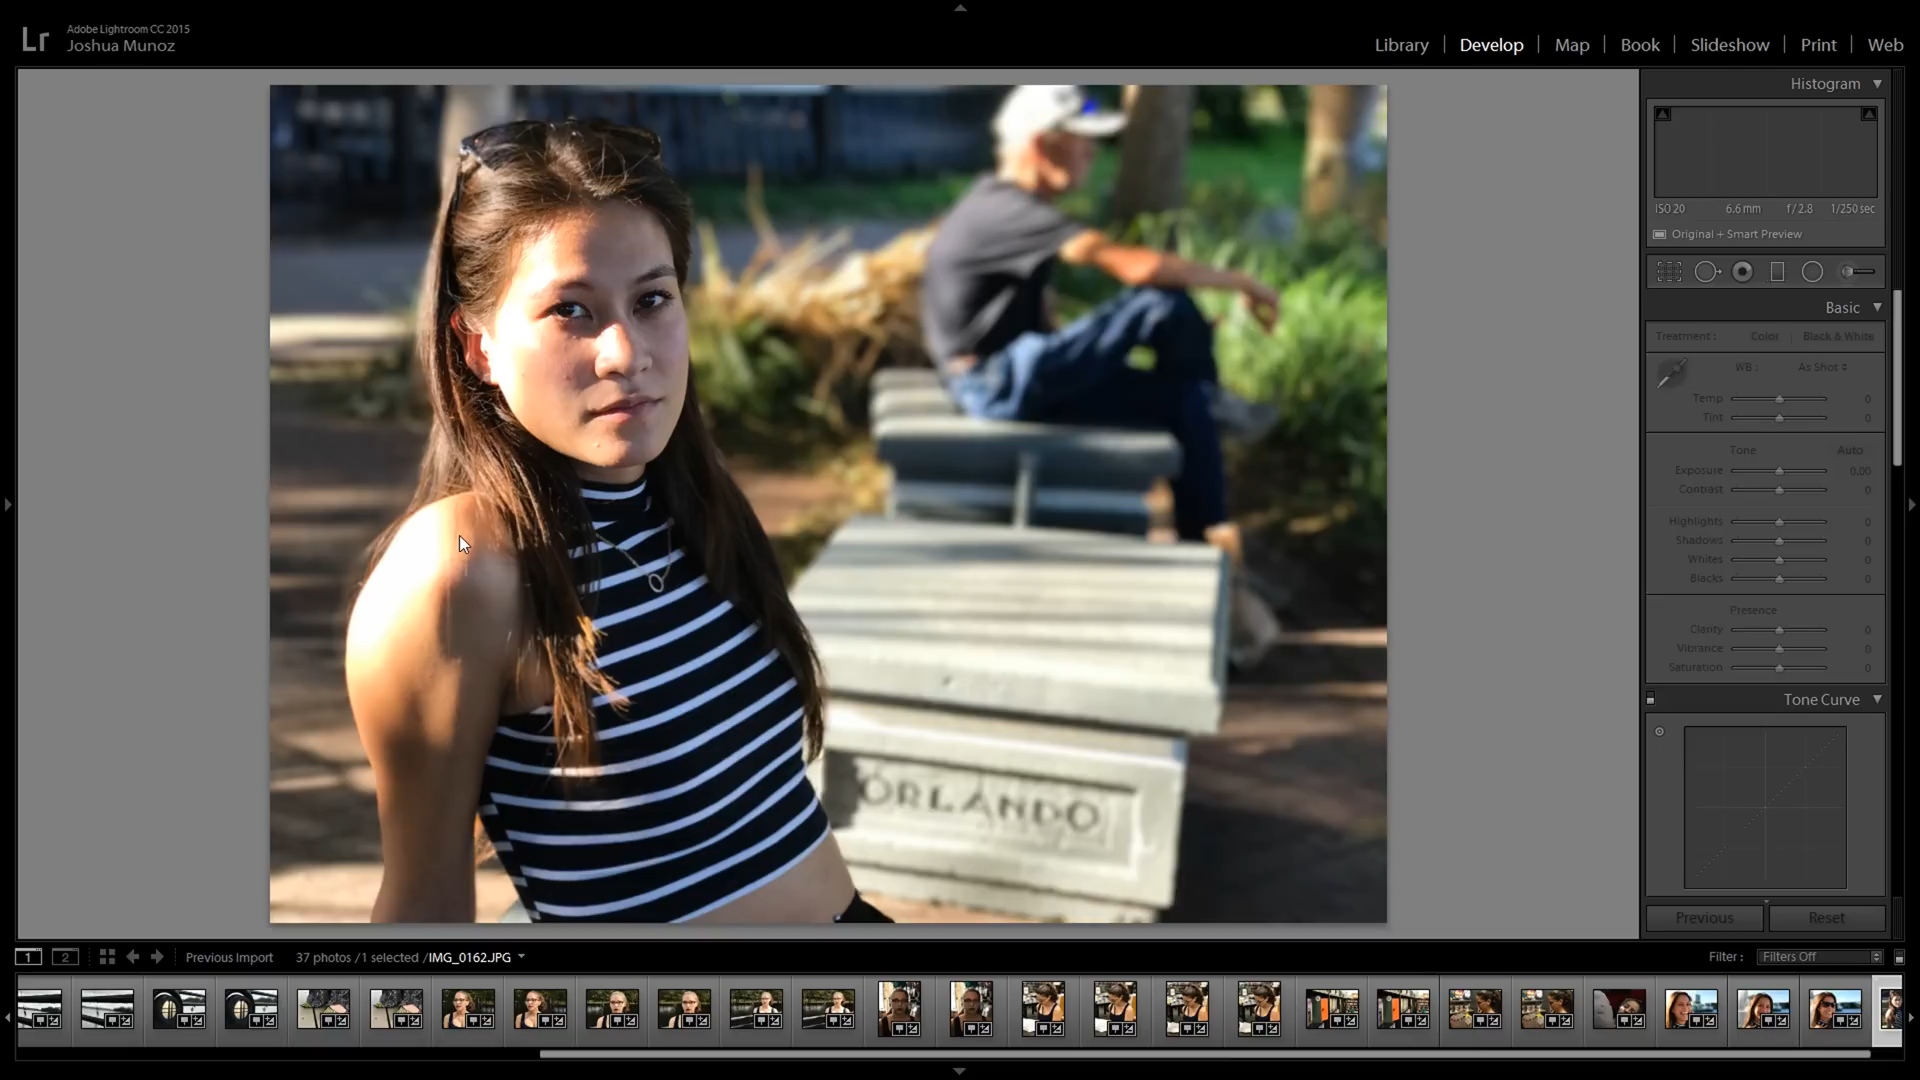 Lr
Adobe Lightroom CC 2015
Joshua Munoz
Library | Develop | Map | Book | Slideshow | Print | Web
Histogram
ISO 20 6.6 mm f / 2.8 1/250 sec
Original + Smart Preview
Basic
Treatment : Color | Black & White
WB : As Shot
Temp 0
Tint 0
Tone Auto
Exposure 0.00
Contrast 0
Highlights 0
Shadows 0
Whites 0
Blacks 0
Presence
Clarity 0
Vibrance 0
Saturation 0
Tone Curve
Previous Reset
ORLANDO
1 2 Previous Import 37 photos / 1 selected / IMG_0162.JPG Filter : Filters Off